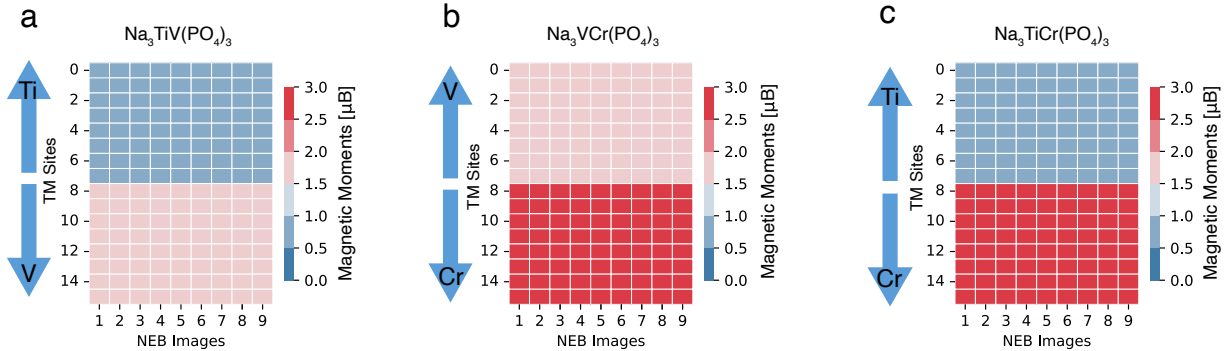 a
Na₃TiV(PO₄)₃
Ti
V
TM Sites
0
2
4
6
8
10
12
14
1 2 3 4 5 6 7 8 9
NEB Images
3.0
2.5
2.0
1.5
1.0
0.5
0.0
Magnetic Moments [µB]
b
Na₃VCr(PO₄)₃
V
Cr
TM Sites
0
2
4
6
8
10
12
14
1 2 3 4 5 6 7 8 9
NEB Images
3.0
2.5
2.0
1.5
1.0
0.5
0.0
Magnetic Moments [µB]
c
Na₃TiCr(PO₄)₃
Ti
Cr
TM Sites
0
2
4
6
8
10
12
14
1 2 3 4 5 6 7 8 9
NEB Images
3.0
2.5
2.0
1.5
1.0
0.5
0.0
Magnetic Moments [µB]